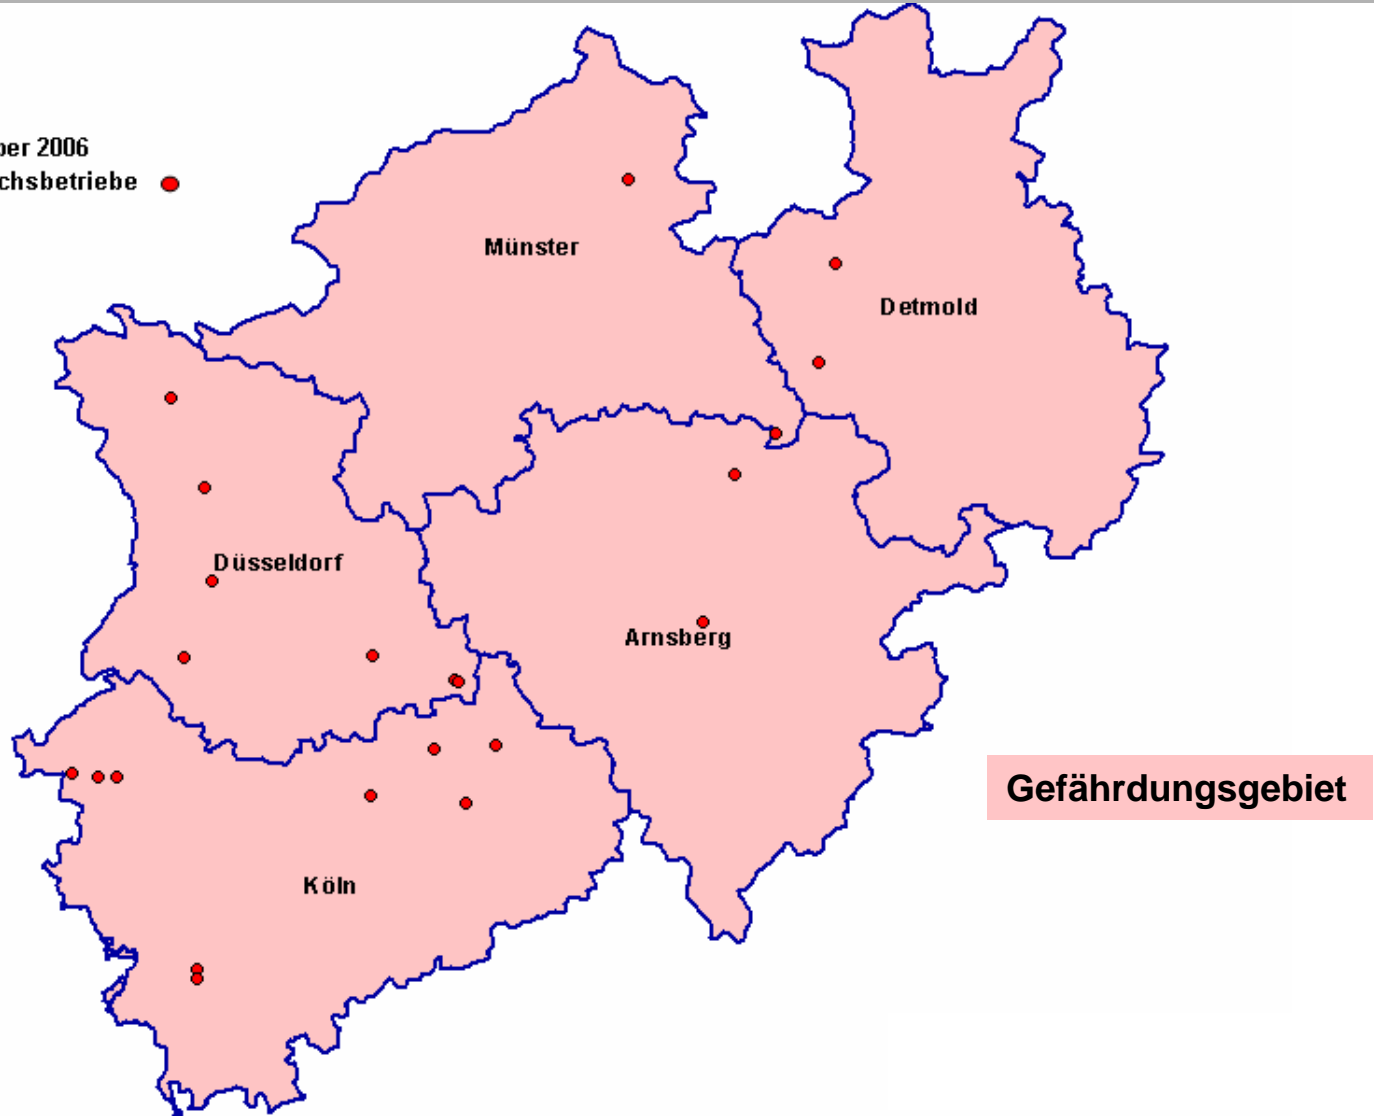 ber 2006
chsbetriebe
Münster
Detmold
Düsseldorf
Arnsberg
Gefährdungsgebiet
Köln